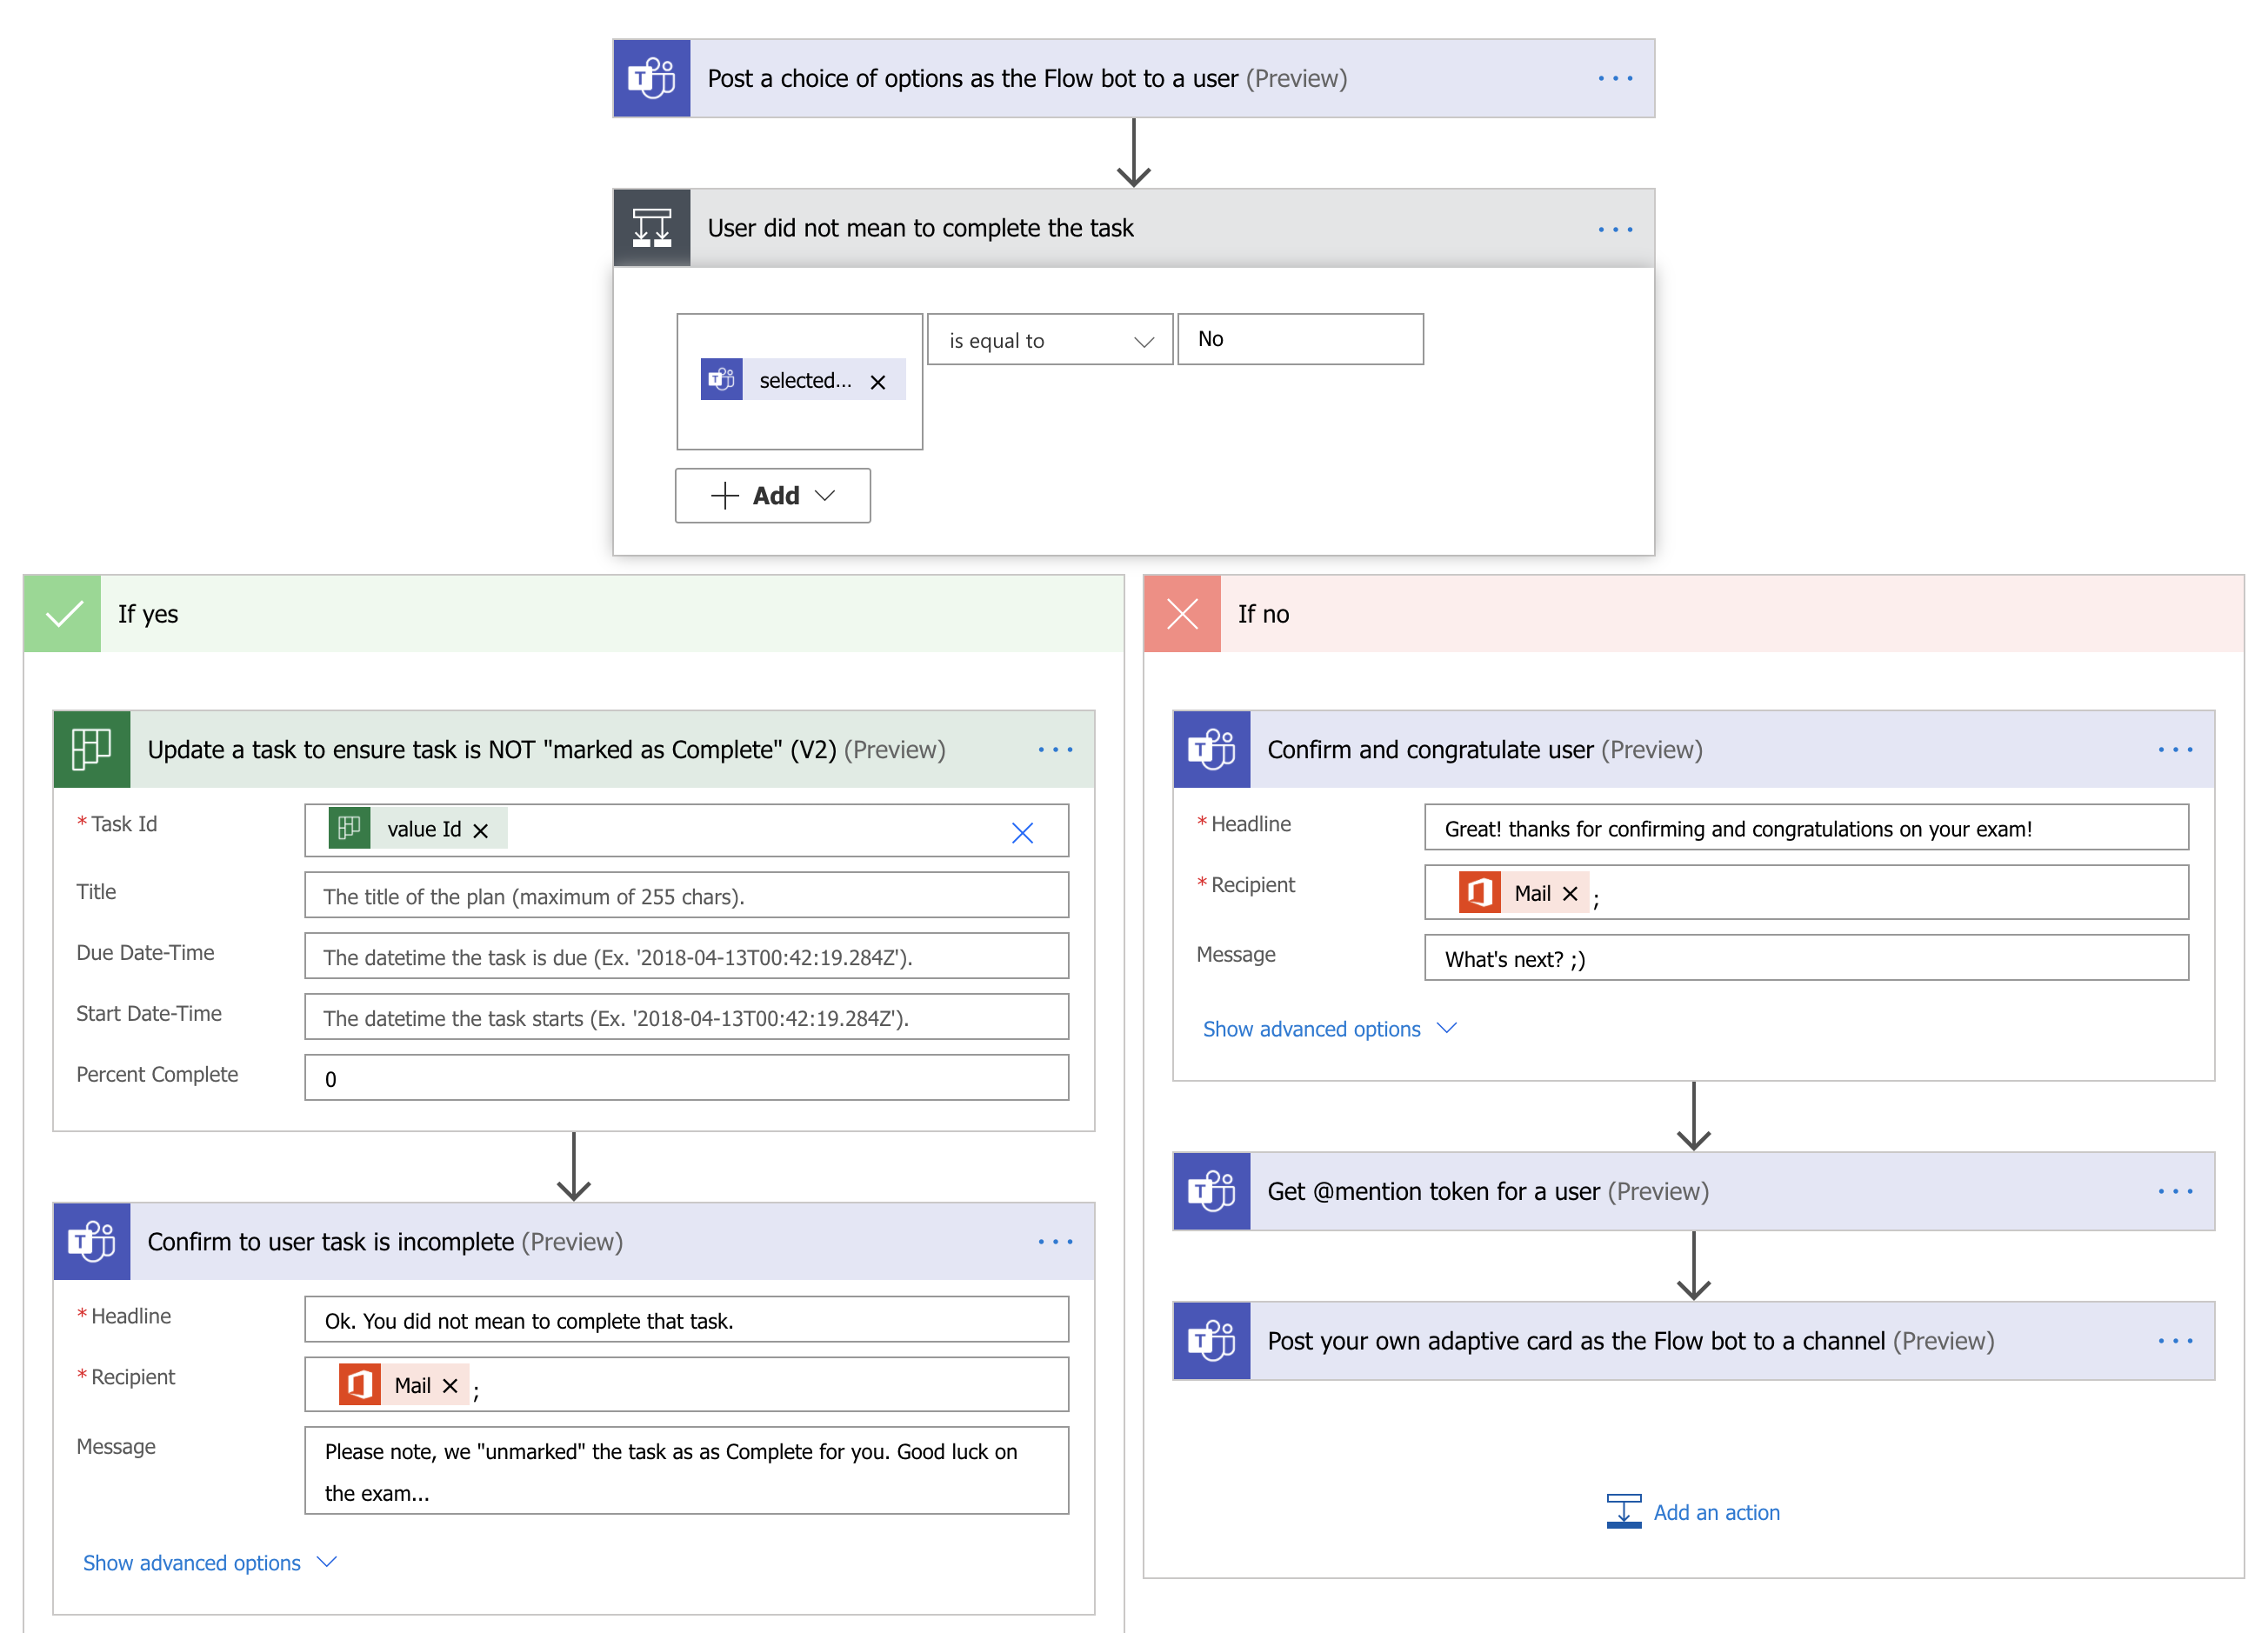 Post a choice of options as the Flow bot to a user (Preview)
User did not mean to complete the task
selected... is equal to No
Add
If yes
Update a task to ensure task is NOT "marked as Complete" (V2) (Preview)
* Task Id value Id
Title The title of the plan (maximum of 255 chars).
Due Date-Time The datetime the task is due (Ex. '2018-04-13T00:42:19.284Z').
Start Date-Time The datetime the task starts (Ex. '2018-04-13T00:42:19.284Z').
Percent Complete 0
Confirm to user task is incomplete (Preview)
* Headline Ok. You did not mean to complete that task.
* Recipient Mail ;
Message Please note, we "unmarked" the task as as Complete for you. Good luck on
the exam...
Show advanced options
If no
Confirm and congratulate user (Preview)
* Headline Great! thanks for confirming and congratulations on your exam!
* Recipient Mail ;
Message What's next? ;)
Show advanced options
Get @mention token for a user (Preview)
Post your own adaptive card as the Flow bot to a channel (Preview)
Add an action